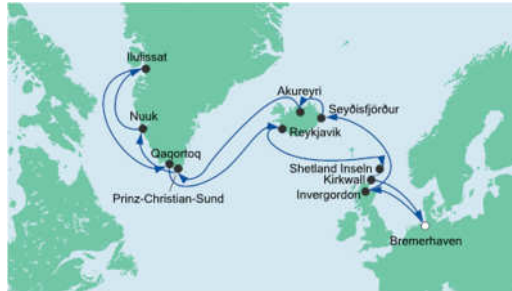 Ilulissat
Akureyri
Seyðisfjörður
Nuuk
Reykjavik
Qaqortoq
Shetland Inseln
Kirkwall
Prinz-Christian-Sund
Invergordon
Bremerhaven